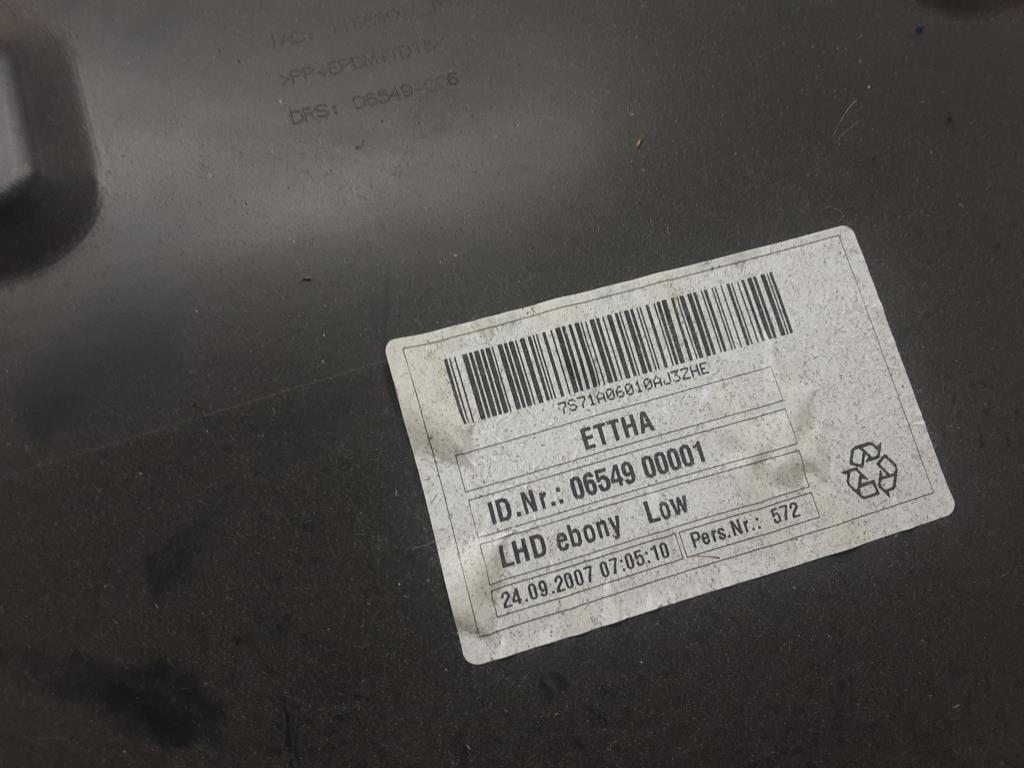 >PP+EPDM+TD15<
DRS: 06549-006
7S71A06010AJ3ZHE
ETTHA
ID.Nr.: 06549 00001
LHD ebony Low
24.09.2007 07:05:10 Pers.Nr.: 572